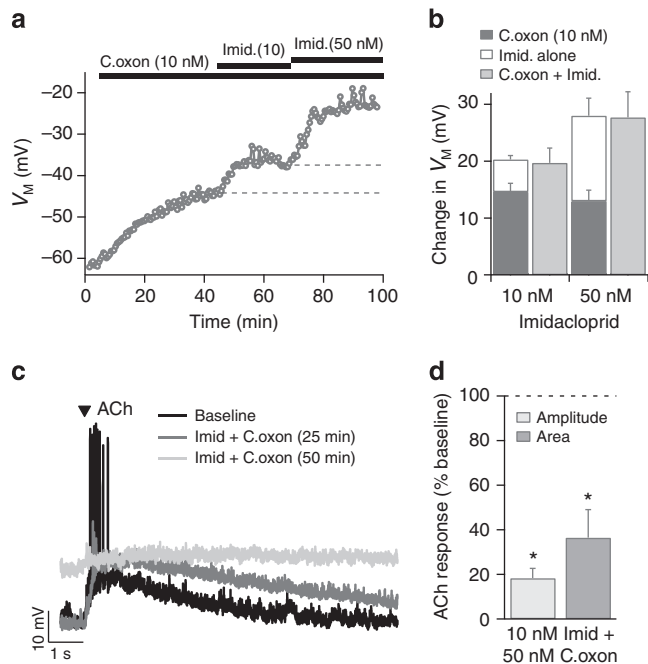 a
C.oxon (10 nM)
Imid.(10)
Imid.(50 nM)
–20
–30
–40
–50
–60
VM (mV)
0
20
40
60
80
100
Time (min)
b
C.oxon (10 nM)
Imid. alone
C.oxon + Imid.
30
20
10
0
Change in VM (mV)
10 nM
50 nM
Imidacloprid
c
ACh
Baseline
Imid + C.oxon (25 min)
Imid + C.oxon (50 min)
10 mV
1 s
d
100
80
60
40
20
0
ACh response (% baseline)
Amplitude
Area
*
*
10 nM Imid +
50 nM C.oxon